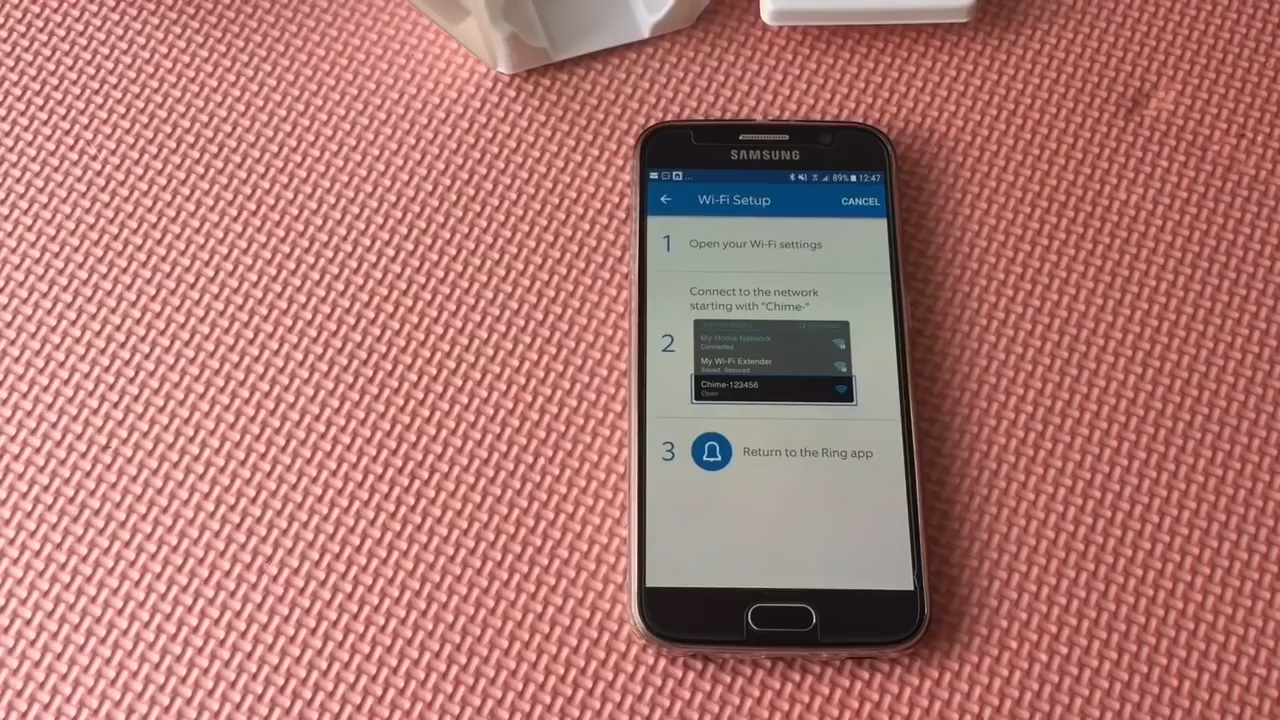 SAMSUNG
... 89% 12:47
Wi-Fi Setup
CANCEL
1 Open your Wi-Fi settings
Connect to the network
starting with "Chime-"
2
My Home Network
Connected
My Wi-Fi Extender
Saved, Secured
Chime-123456
Open
3 Return to the Ring app